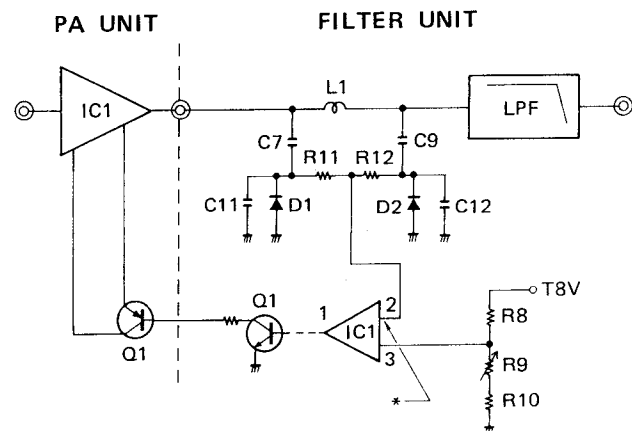 PA UNIT
FILTER UNIT
L1
IC1
LPF
C7
C9
R11
R12
C11
D1
D2
C12
Q1
1
2
T8V
R8
IC1
Q1
3
R9
*
R10